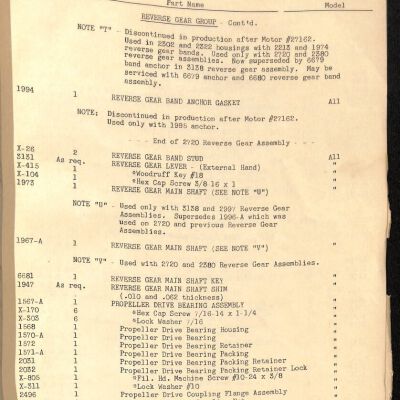 Part Name Model
REVERSE GEAR GROUP - Cont'd.
NOTE "T" - Discontinued in production after Motor #27162.
Used in 2302 and 2322 housings with 2213 and 1974
reverse gear bands. Used only with 2720 and 2380
reverse gear assemblies. Now superseded by 6679
band anchor in 3138 reverse gear assembly. May be
serviced with 6679 anchor and 6680 reverse gear band
assembly.
1994 1 REVERSE GEAR BAND ANCHOR GASKET All
NOTE: Discontinued in production after Motor #27162.
Used only with 1995 anchor.
- - - End of 2720 Reverse Gear Assembly - - -
X-26 2
3131 As req. REVERSE GEAR BAND STUD All
X-415 1 REVERSE GEAR LEVER - (External Hand) "
X-104 1 *Woodruff Key #18 "
1973 1 *Hex Cap Screw 3/8 16 x 1 "
REVERSE GEAR MAIN SHAFT (SEE NOTE "U") "
NOTE "U" - Used only with 3138 and 2997 Reverse Gear
Assemblies. Supersedes 1996-A which was
used on 2720 and previous Reverse Gear
Assemblies.
1967-A 1 REVERSE GEAR MAIN SHAFT (SEE NOTE "V") "
NOTE "V" - Used with 2720 and 2380 Reverse Gear Assemblies.
6681 1 REVERSE GEAR MAIN SHAFT KEY "
1947 As req. REVERSE GEAR MAIN SHAFT SHIM "
(.010 and .062 thickness)
1567-A 1 PROPELLER DRIVE BEARING ASSEMBLY "
X-170 6 *Hex Cap Screw 7/16-14 x 1-1/4 "
X-303 6 *Lock Washer 7/16 "
1568 1 Propeller Drive Bearing Housing "
1570-A 1 Propeller Drive Bearing "
1572 1 Propeller Drive Bearing Retainer "
1571-A 1 Propeller Drive Bearing Packing "
2031 1 Propeller Drive Bearing Packing Retainer "
2032 1 Propeller Drive Bearing Packing Retainer Lock "
X-805 1 *Fil. Hd. Machine Screw #10-24 x 3/8 "
X-311 1 *Lock Washer #10 "
2496 1 Propeller Drive Coupling Flange Assembly "